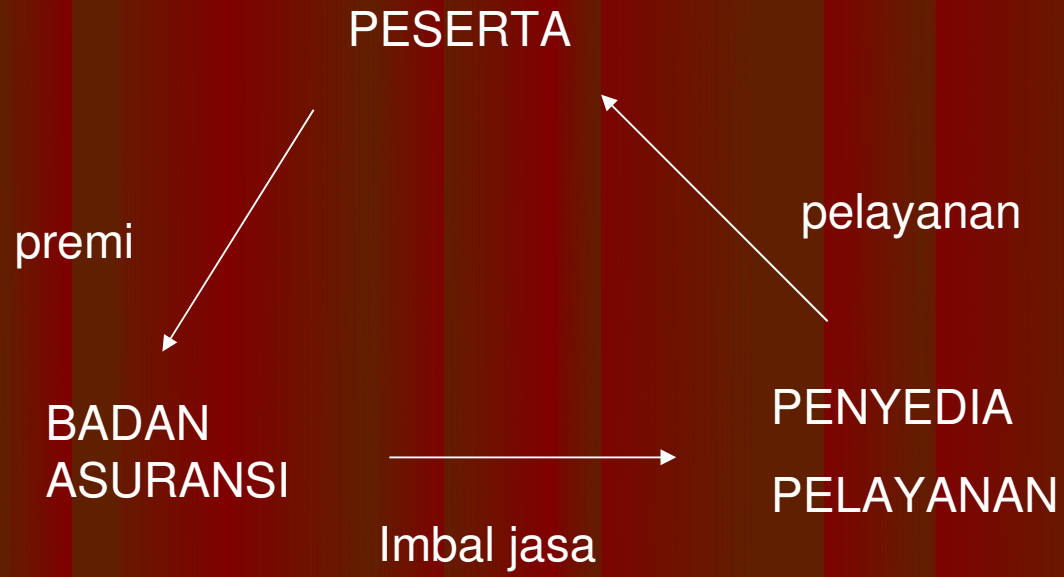 PESERTA
premi
pelayanan
BADAN
ASURANSI
PENYEDIA
PELAYANAN
Imbal jasa